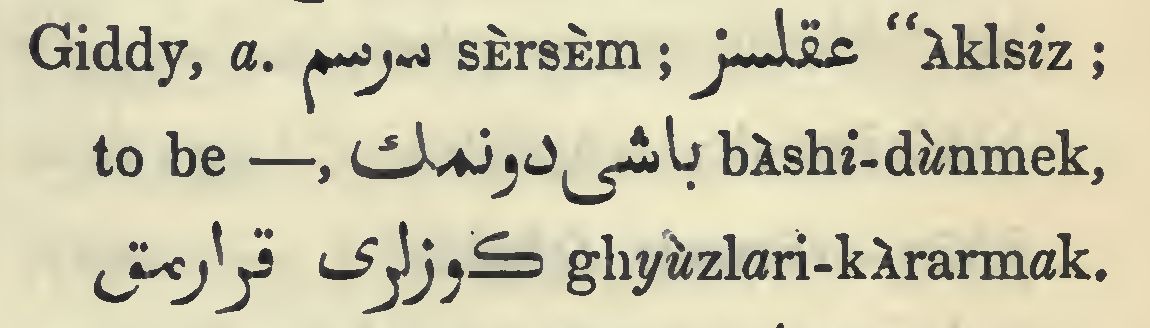 Giddy, a. سرسم sèrsèm ; عقلسز “àklsiz ;
to be —, باشی دونمك bàshi-dùnmek,
كوزلری قرارمق ghyùzlari-kàrarmak.